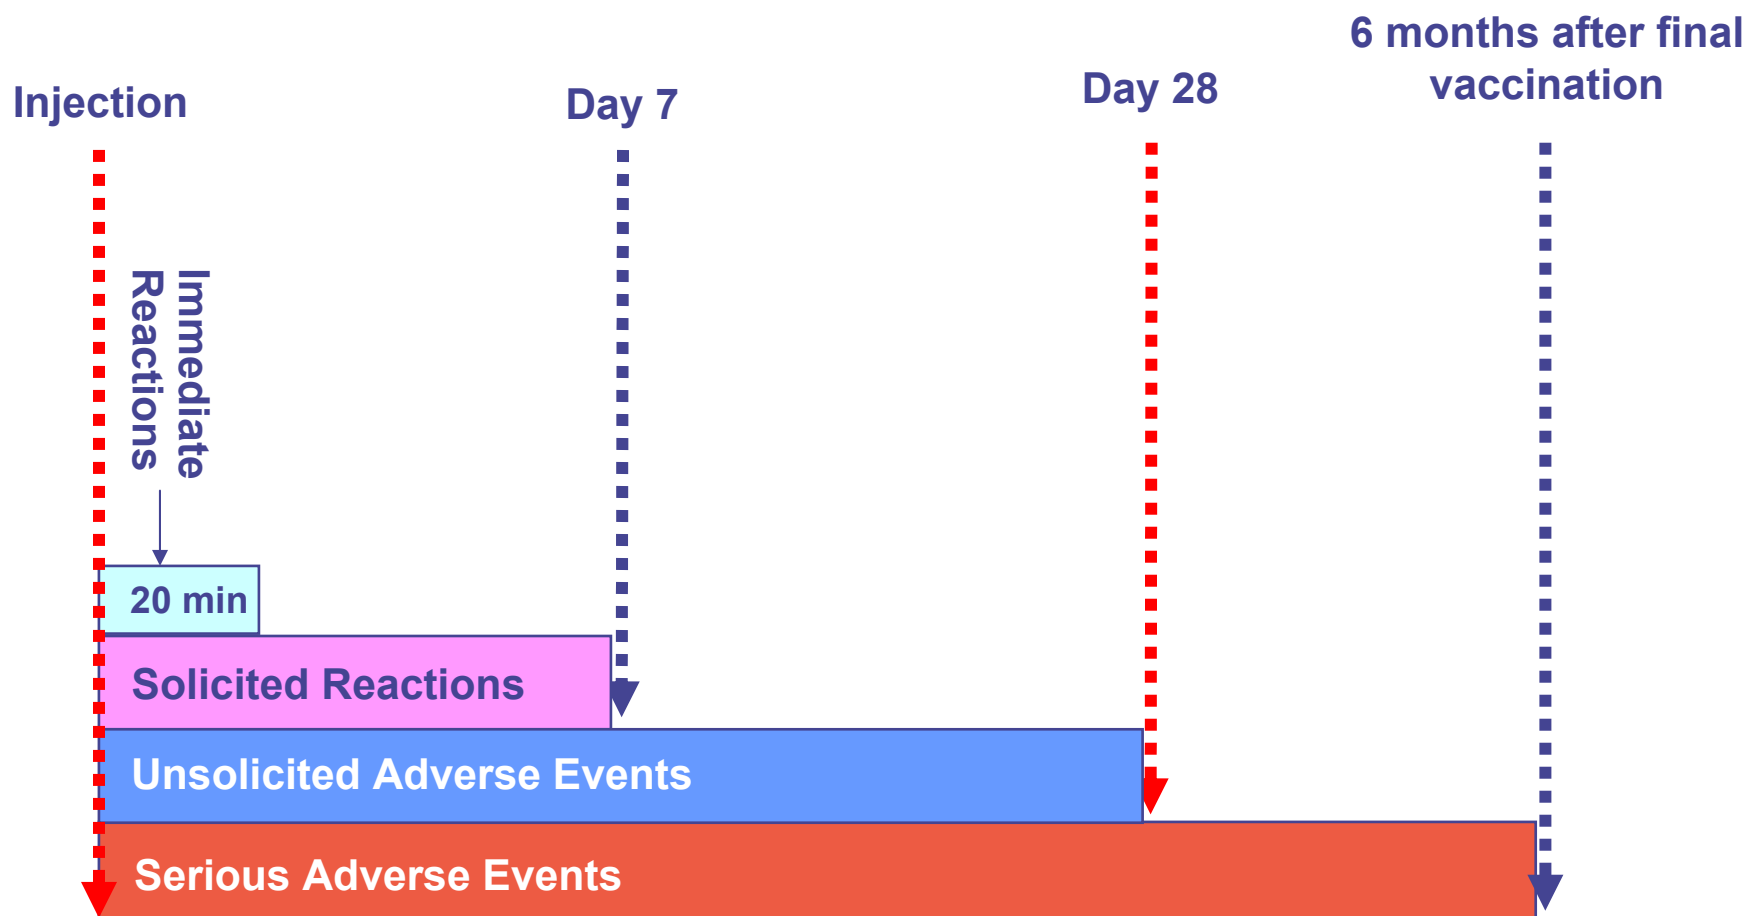 6 months after final
vaccination
Injection
Day 7
Day 28
Immediate
Reactions
20 min
Solicited Reactions
Unsolicited Adverse Events
Serious Adverse Events